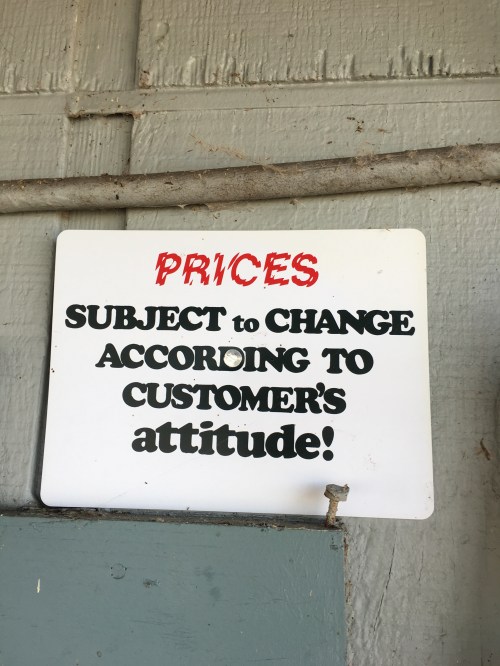 PRICES
SUBJECT to CHANGE
ACCORDING TO
CUSTOMER'S
attitude!